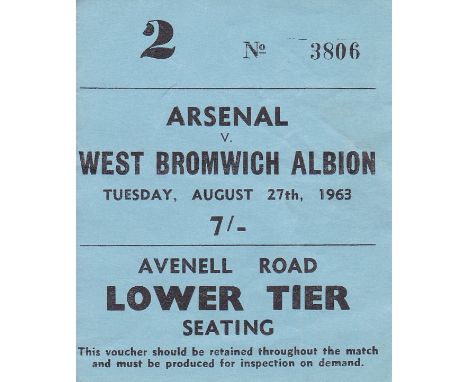 2 Nº 3806
ARSENAL
V.
WEST BROMWICH ALBION
TUESDAY, AUGUST 27th, 1963
7/-
AVENELL ROAD
LOWER TIER
SEATING
This voucher should be retained throughout the match
and must be produced for inspection on demand.